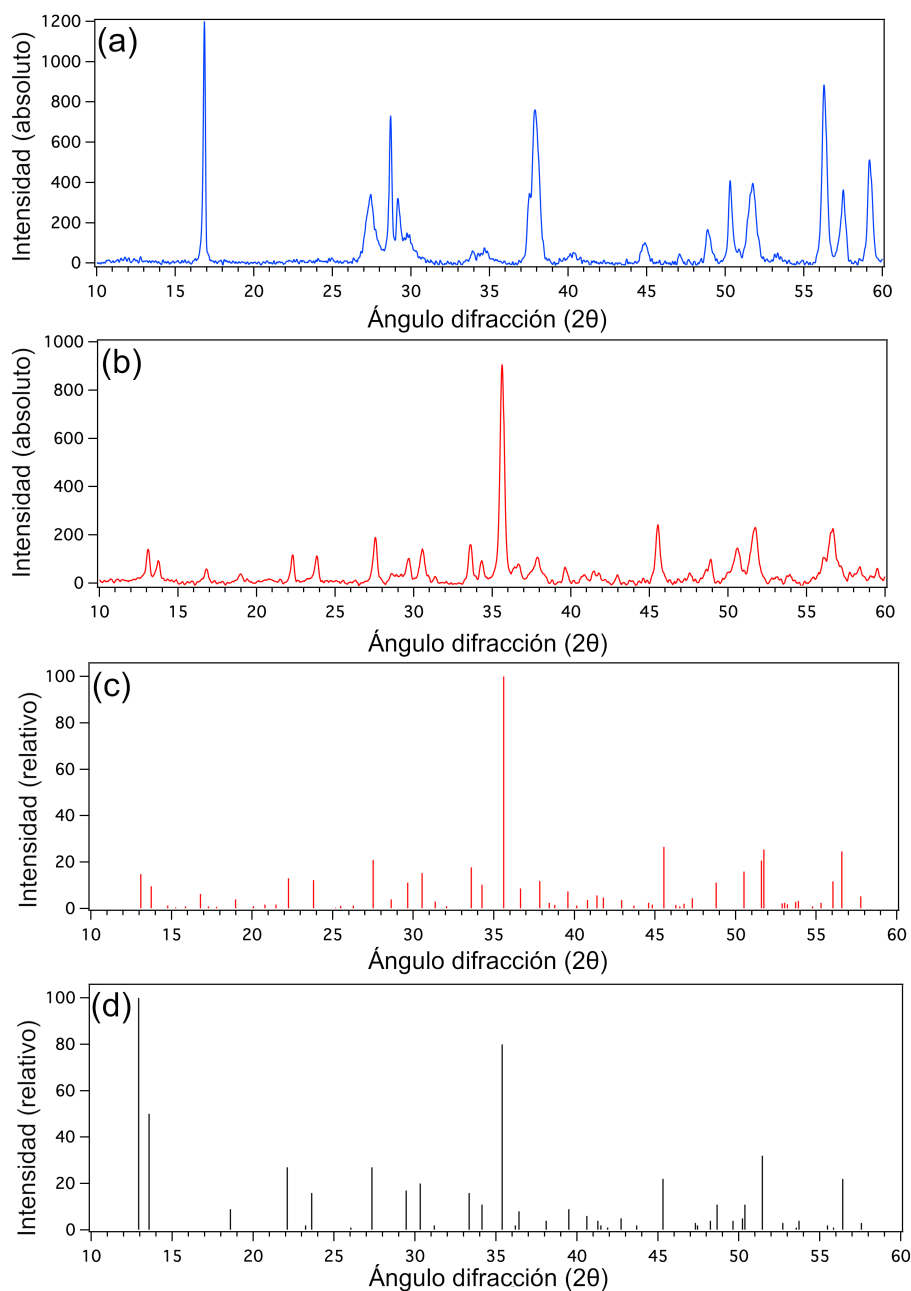 (a)
Intensidad (absoluto)
1200
1000
800
600
400
200
0
10 15 20 25 30 35 40 45 50 55 60
Ángulo difracción (2θ)
(b)
Intensidad (absoluto)
1000
800
600
400
200
0
10 15 20 25 30 35 40 45 50 55 60
Ángulo difracción (2θ)
(c)
Intensidad (relativo)
100
80
60
40
20
0
10 15 20 25 30 35 40 45 50 55 60
Ángulo difracción (2θ)
(d)
Intensidad (relativo)
100
80
60
40
20
0
10 15 20 25 30 35 40 45 50 55 60
Ángulo difracción (2θ)